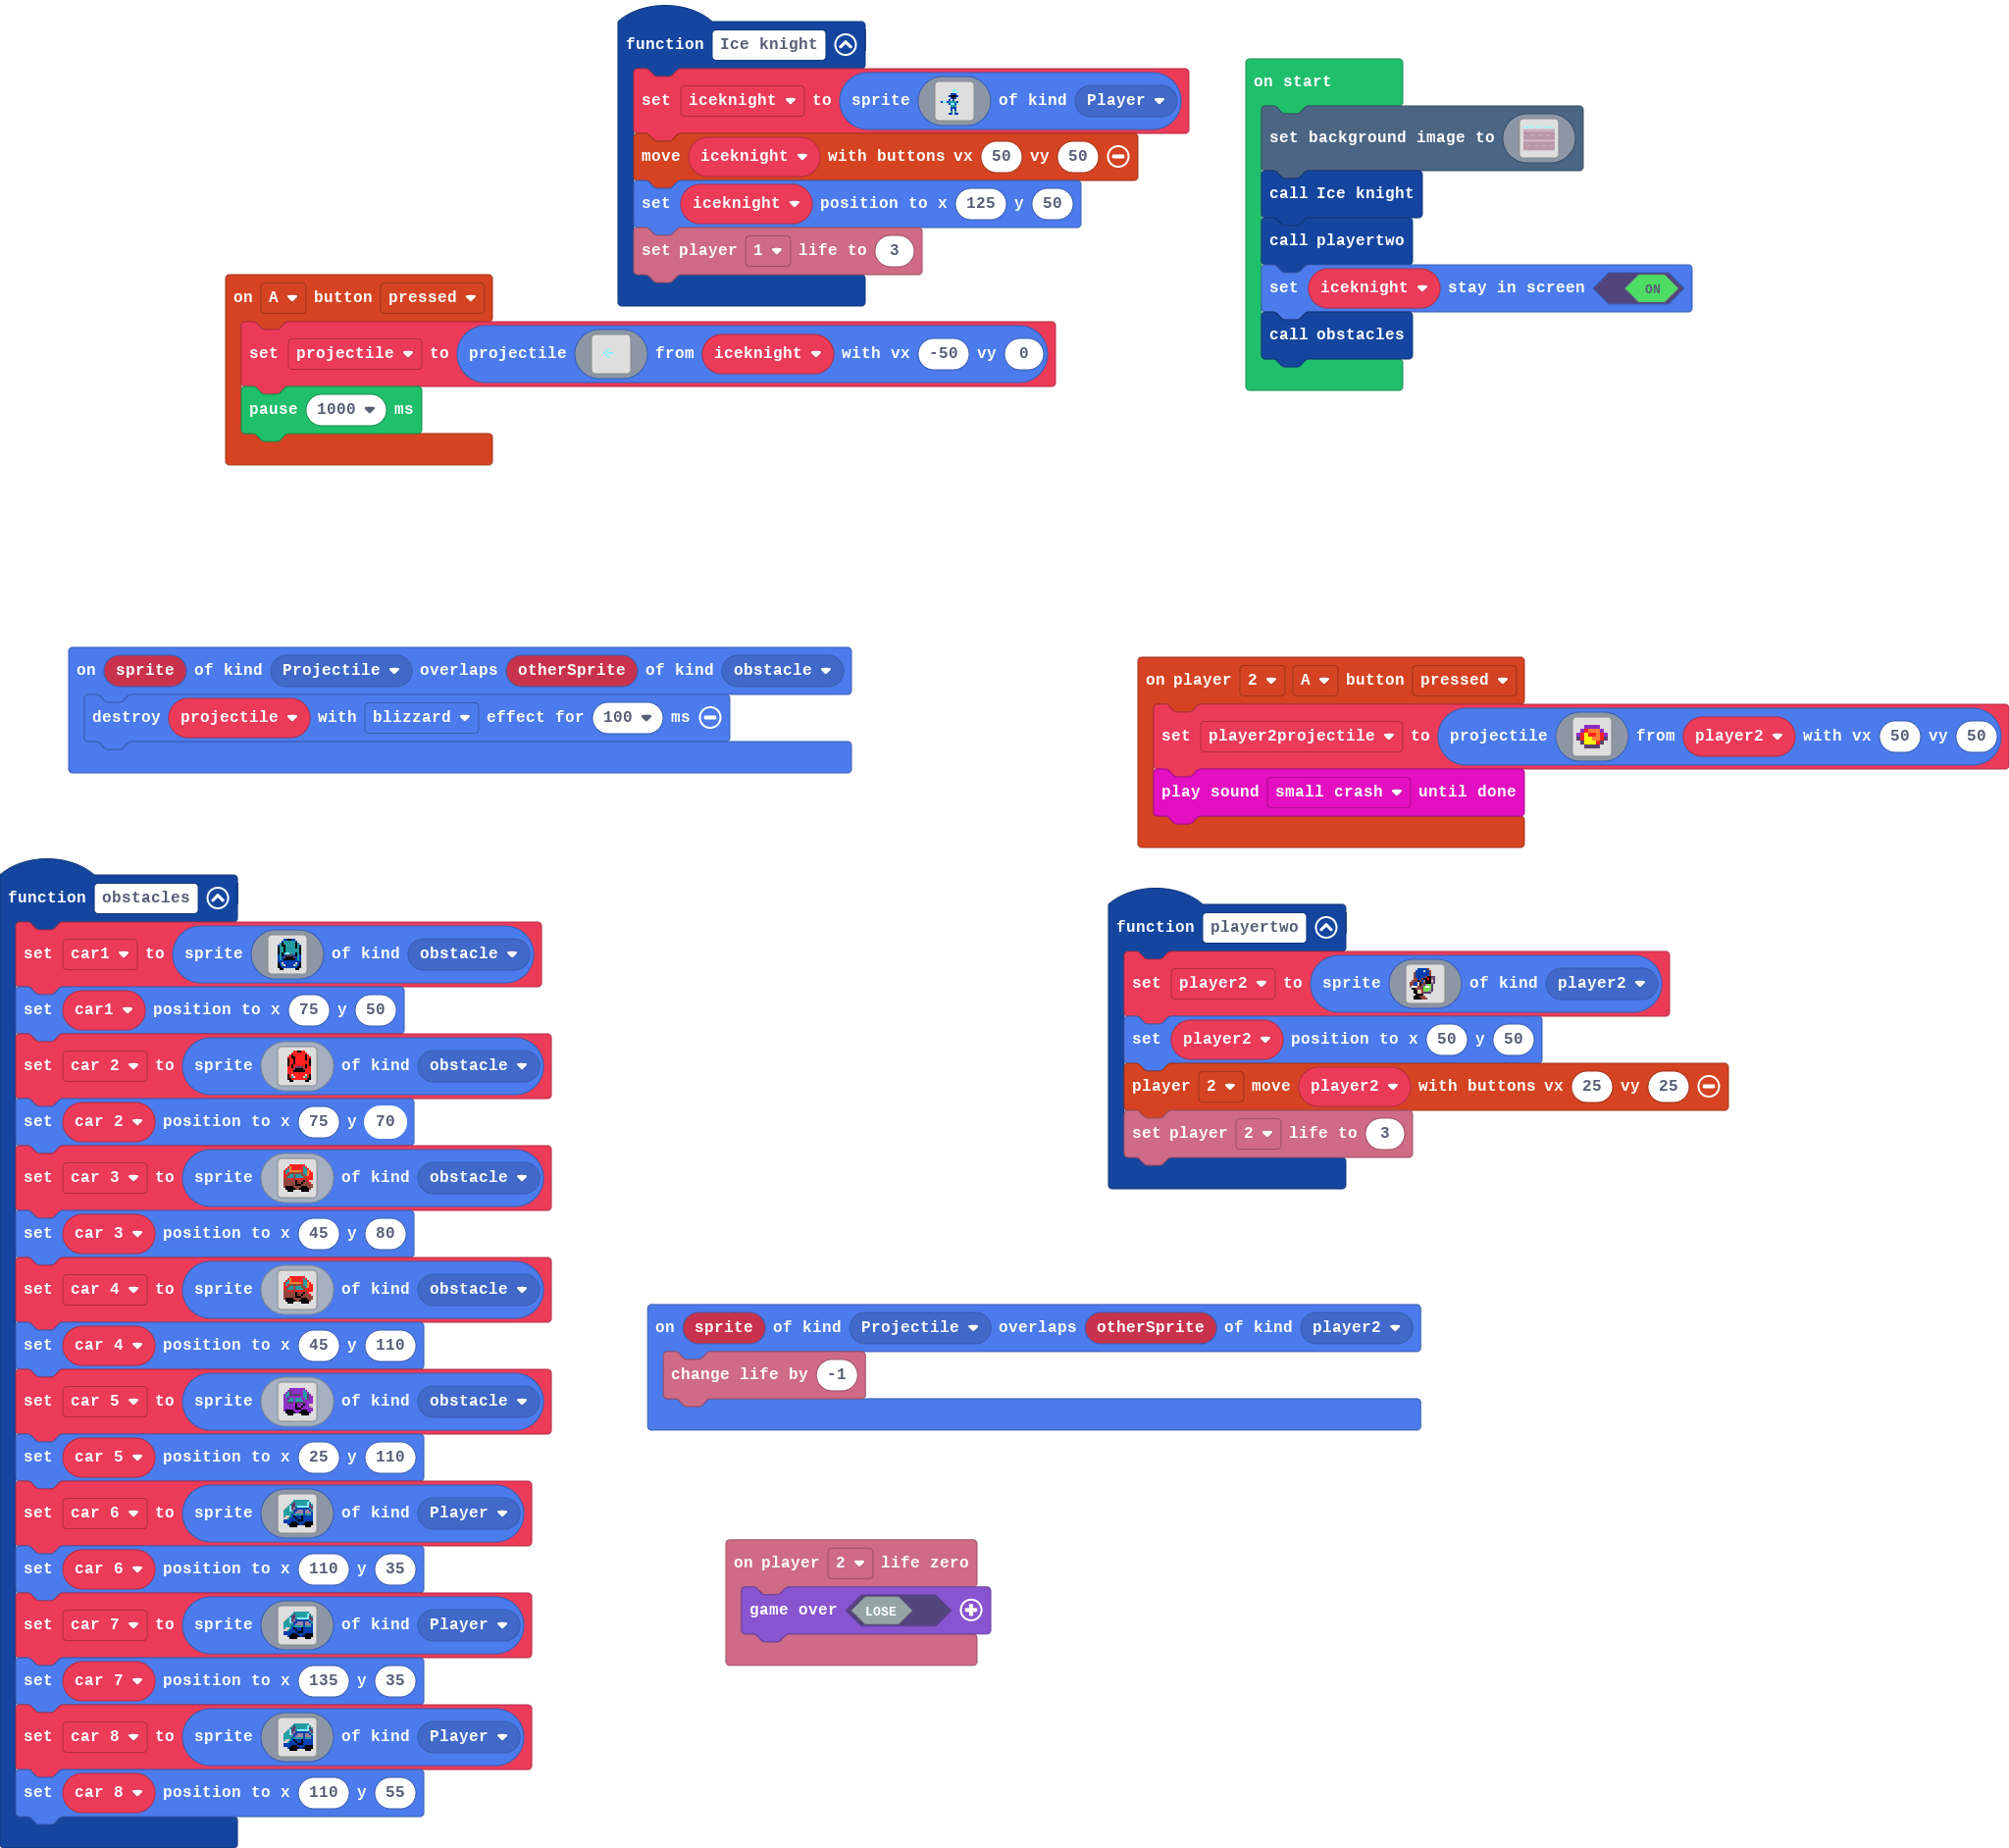 function Ice knight
set iceknight to sprite of kind Player
move iceknight with buttons vx 50 vy 50
set iceknight position to x 125 y 50
set player 1 life to 3
on start
set background image to
call Ice knight
call playertwo
set iceknight stay in screen ON
call obstacles
on A button pressed
set projectile to projectile from iceknight with vx -50 vy 0
pause 1000 ms
on sprite of kind Projectile overlaps otherSprite of kind obstacle
destroy projectile with blizzard effect for 100 ms
on player 2 A button pressed
set player2projectile to projectile from player2 with vx 50 vy 50
play sound small crash until done
function obstacles
set car1 to sprite of kind obstacle
set car1 position to x 75 y 50
set car 2 to sprite of kind obstacle
set car 2 position to x 75 y 70
set car 3 to sprite of kind obstacle
set car 3 position to x 45 y 80
set car 4 to sprite of kind obstacle
set car 4 position to x 45 y 110
set car 5 to sprite of kind obstacle
set car 5 position to x 25 y 110
set car 6 to sprite of kind Player
set car 6 position to x 110 y 35
set car 7 to sprite of kind Player
set car 7 position to x 135 y 35
set car 8 to sprite of kind Player
set car 8 position to x 110 y 55
function playertwo
set player2 to sprite of kind player2
set player2 position to x 50 y 50
player 2 move player2 with buttons vx 25 vy 25
set player 2 life to 3
on sprite of kind Projectile overlaps otherSprite of kind player2
change life by -1
on player 2 life zero
game over LOSE